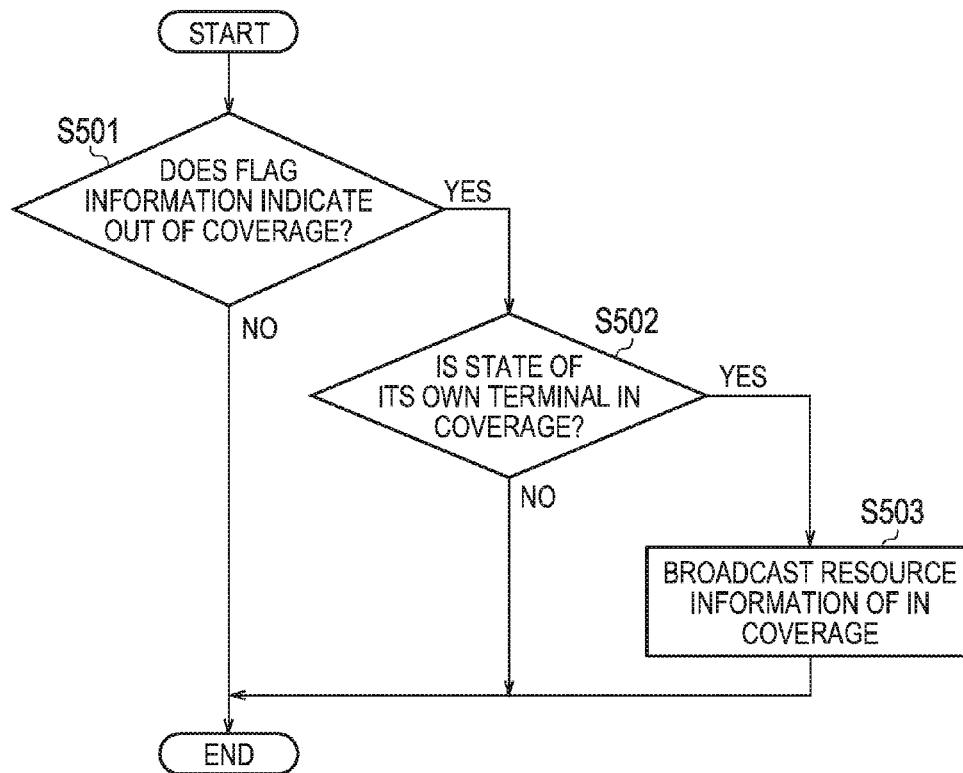 START
S501
DOES FLAG
INFORMATION INDICATE
OUT OF COVERAGE?
YES
NO
S502
IS STATE OF
ITS OWN TERMINAL IN
COVERAGE?
YES
NO
S503
BROADCAST RESOURCE
INFORMATION OF IN
COVERAGE
END